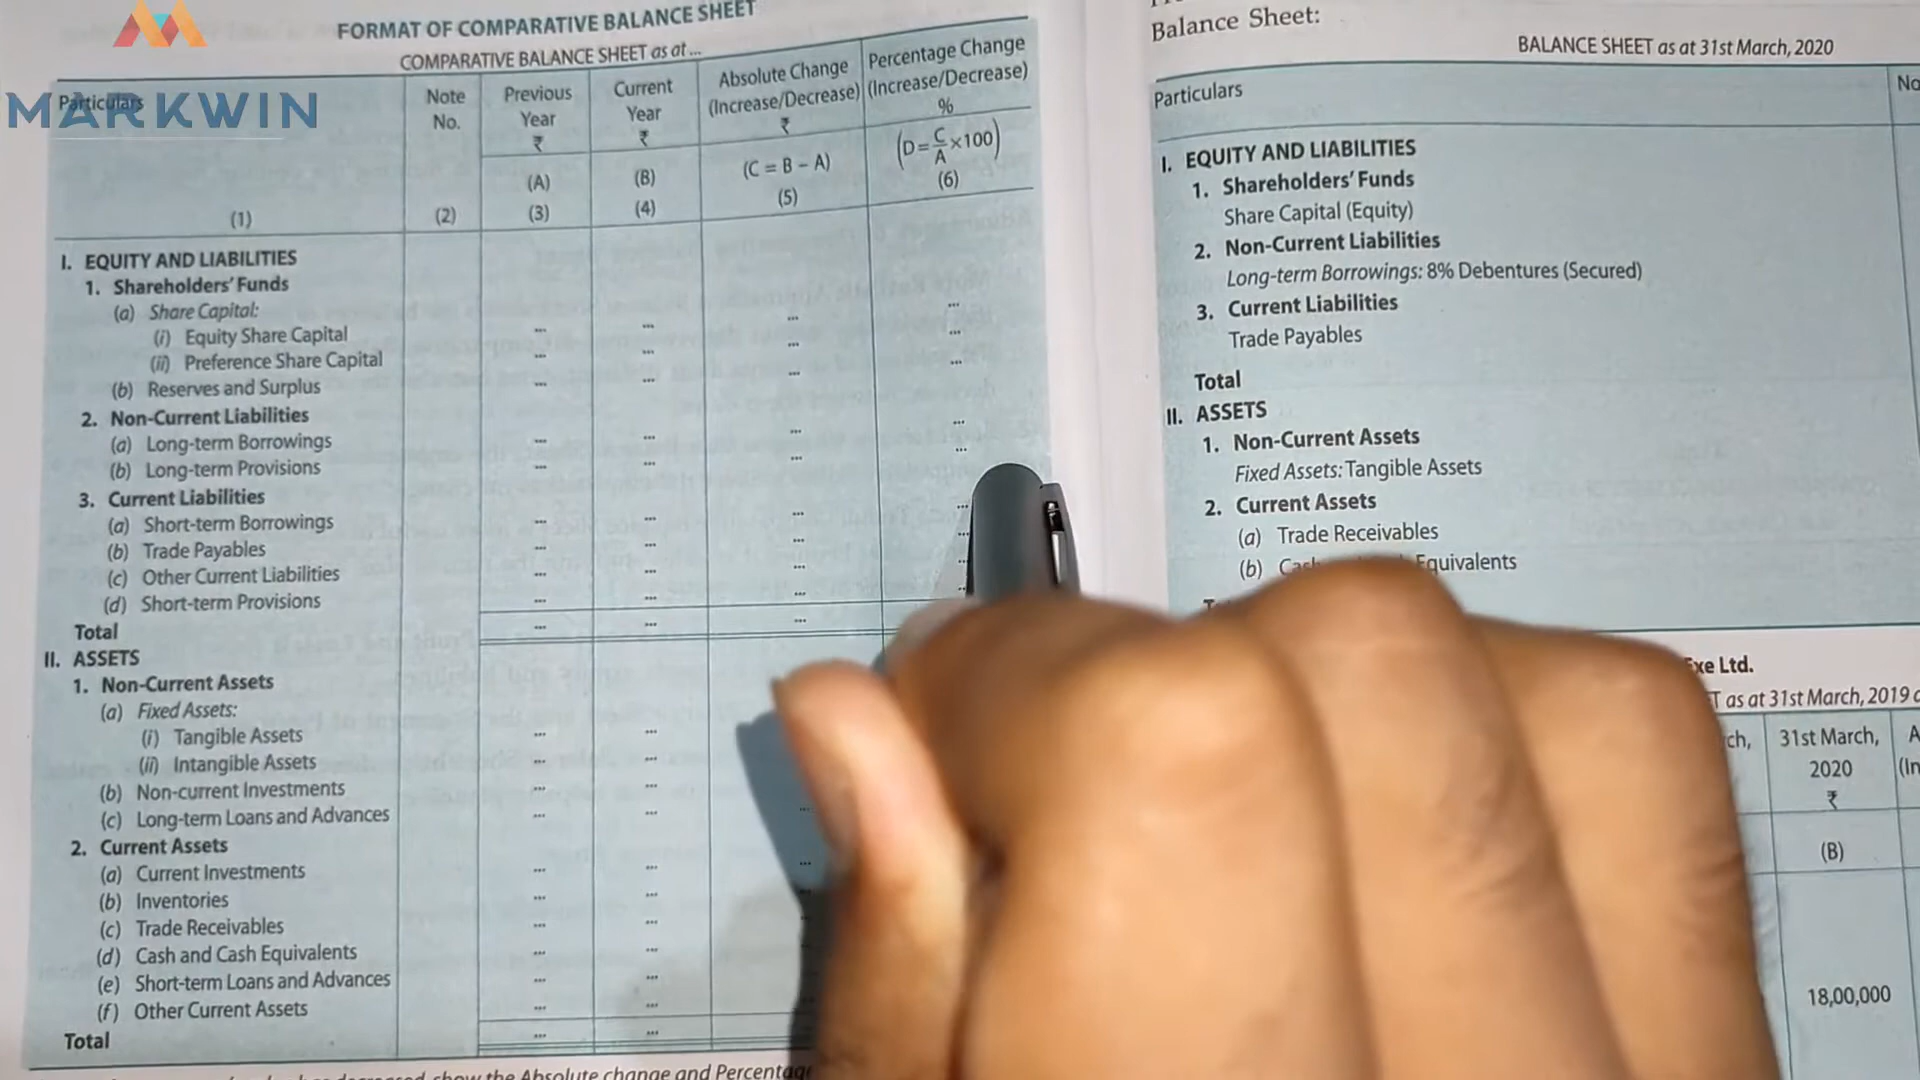 MARKWIN
FORMAT OF COMPARATIVE BALANCE SHEET
COMPARATIVE BALANCE SHEET as at ...
Particulars
Note No.
Previous Year ₹
Current Year ₹
Absolute Change (Increase/Decrease) ₹
Percentage Change (Increase/Decrease) %
(A)
(B)
(C = B – A)
(D = C/A ×100)
(1)
(2)
(3)
(4)
(5)
(6)
I. EQUITY AND LIABILITIES
1. Shareholders' Funds
(a) Share Capital:
(i) Equity Share Capital ... ... ... ...
(ii) Preference Share Capital ... ... ... ...
(b) Reserves and Surplus ... ... ... ...
2. Non-Current Liabilities
(a) Long-term Borrowings ... ... ... ...
(b) Long-term Provisions ... ... ... ...
3. Current Liabilities
(a) Short-term Borrowings ... ... ... ...
(b) Trade Payables ... ... ... ...
(c) Other Current Liabilities ... ... ... ...
(d) Short-term Provisions ... ... ... ...
Total ... ... ...
II. ASSETS
1. Non-Current Assets
(a) Fixed Assets:
(i) Tangible Assets ... ...
(ii) Intangible Assets ... ...
(b) Non-current Investments ... ...
(c) Long-term Loans and Advances ... ... ...
2. Current Assets
(a) Current Investments ... ... ...
(b) Inventories ... ...
(c) Trade Receivables ... ...
(d) Cash and Cash Equivalents ... ...
(e) Short-term Loans and Advances ... ...
(f) Other Current Assets ... ...
Total ... ...
show the Absolute change and
Balance Sheet:
BALANCE SHEET as at 31st March, 2020
Particulars
I. EQUITY AND LIABILITIES
1. Shareholders' Funds
Share Capital (Equity)
2. Non-Current Liabilities
Long-term Borrowings: 8% Debentures (Secured)
3. Current Liabilities
Trade Payables
Total
II. ASSETS
1. Non-Current Assets
Fixed Assets: Tangible Assets
2. Current Assets
(a) Trade Receivables
(b) Equivalents
Ltd.
as at 31st March, 2019
31st March,
2020
₹
(B)
18,00,000